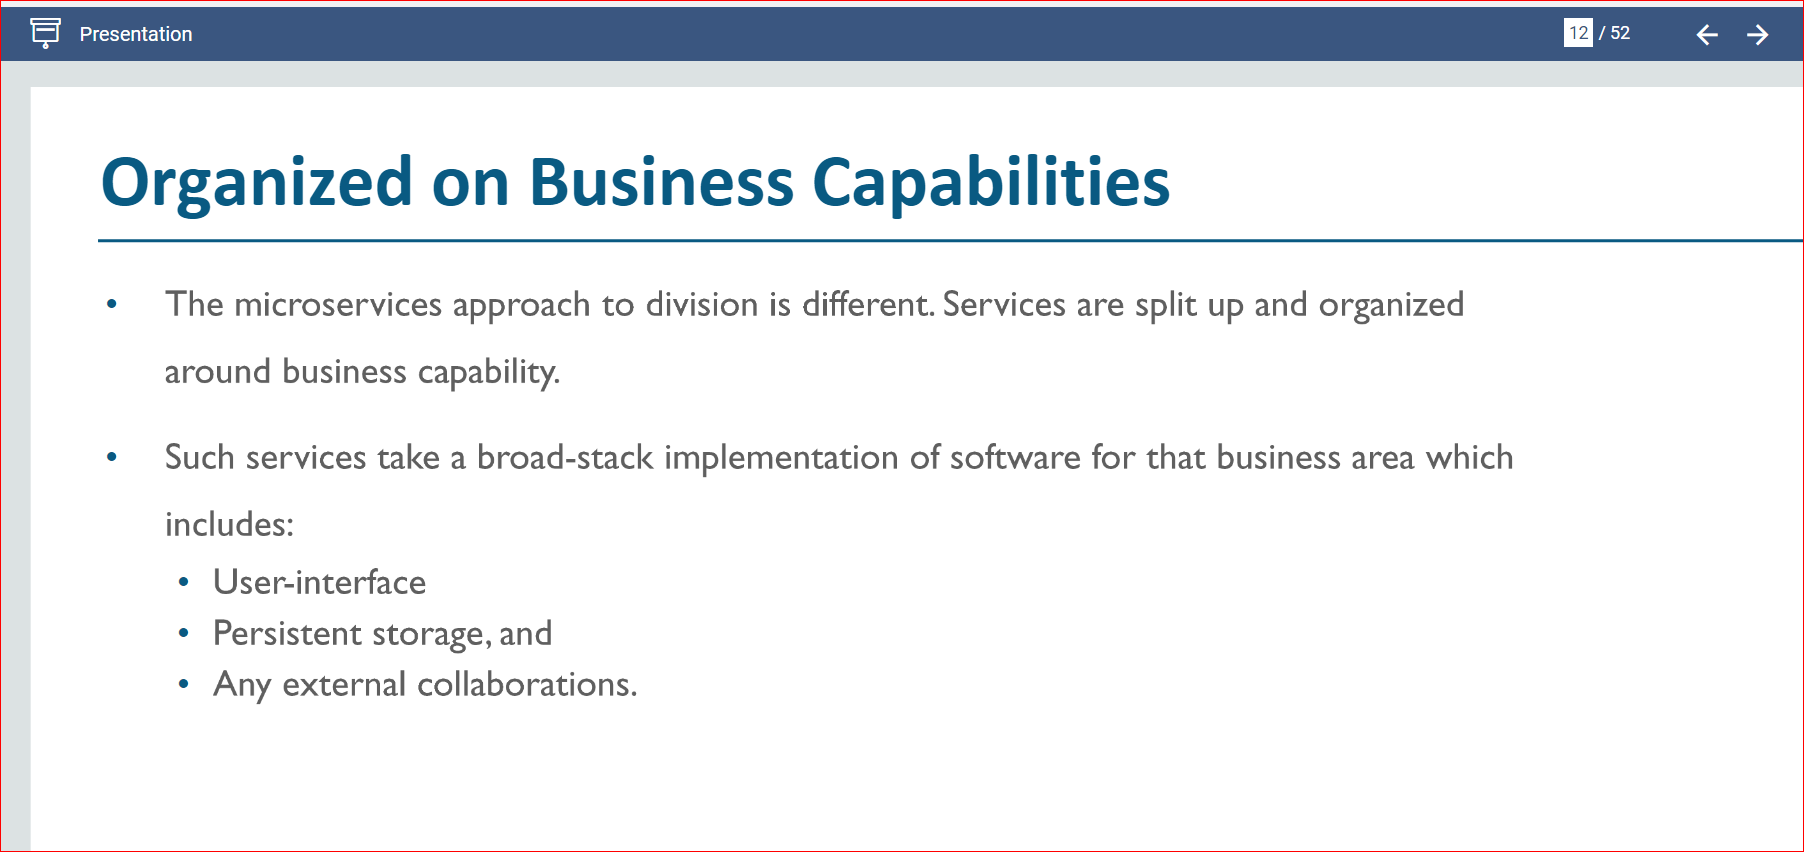 Presentation
12 / 52
Organized on Business Capabilities
• The microservices approach to division is different. Services are split up and organized
around business capability.
• Such services take a broad-stack implementation of software for that business area which
includes:
• User-interface
• Persistent storage, and
• Any external collaborations.